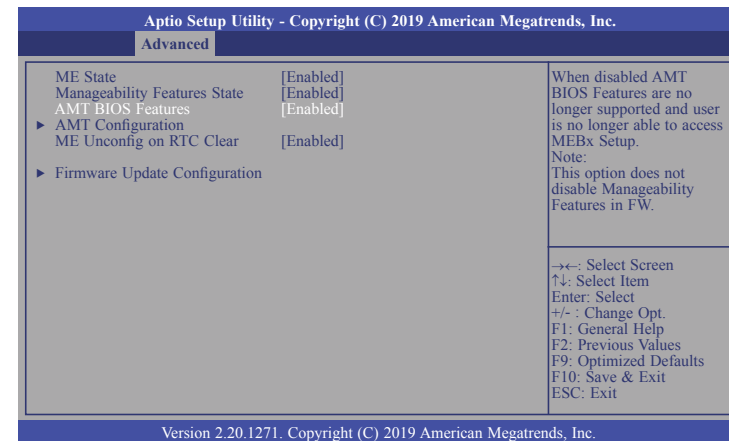 Aptio Setup Utility - Copyright (C) 2019 American Megatrends, Inc.
Advanced
ME State [Enabled]
Manageability Features State [Enabled]
AMT BIOS Features [Enabled]
► AMT Configuration
ME Unconfig on RTC Clear [Enabled]
► Firmware Update Configuration
When disabled AMT
BIOS Features are no
longer supported and user
is no longer able to access
MEBx Setup.
Note:
This option does not
disable Manageability
Features in FW.
→←: Select Screen
↑↓: Select Item
Enter: Select
+/- : Change Opt.
F1: General Help
F2: Previous Values
F9: Optimized Defaults
F10: Save & Exit
ESC: Exit
Version 2.20.1271. Copyright (C) 2019 American Megatrends, Inc.